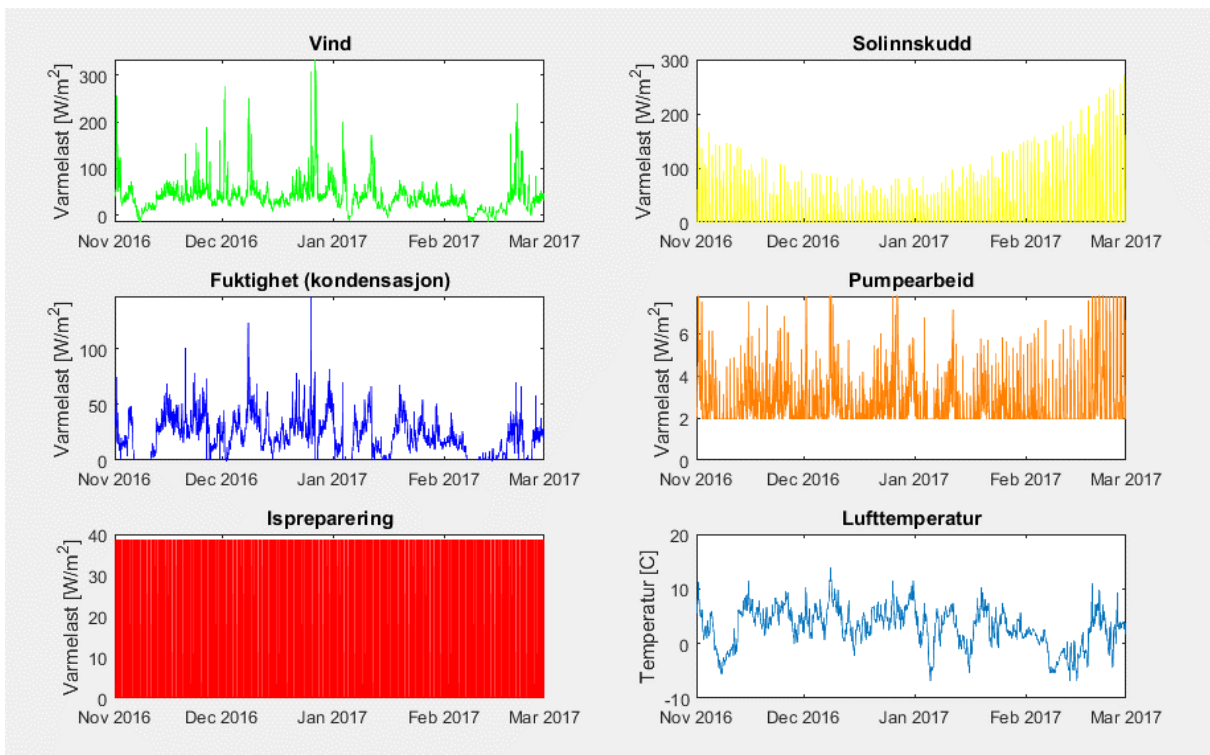 Vind
Varmelast [W/m²]
300
200
100
0
Nov 2016 Dec 2016 Jan 2017 Feb 2017 Mar 2017
Solinnskudd
Varmelast [W/m²]
300
200
100
0
Nov 2016 Dec 2016 Jan 2017 Feb 2017 Mar 2017
Fuktighet (kondensasjon)
Varmelast [W/m²]
100
50
0
Nov 2016 Dec 2016 Jan 2017 Feb 2017 Mar 2017
Pumpearbeid
Varmelast [W/m²]
6
4
2
0
Nov 2016 Dec 2016 Jan 2017 Feb 2017 Mar 2017
Ispreparering
Varmelast [W/m²]
40
30
20
10
0
Nov 2016 Dec 2016 Jan 2017 Feb 2017 Mar 2017
Lufttemperatur
Temperatur [C]
20
10
0
-10
Nov 2016 Dec 2016 Jan 2017 Feb 2017 Mar 2017